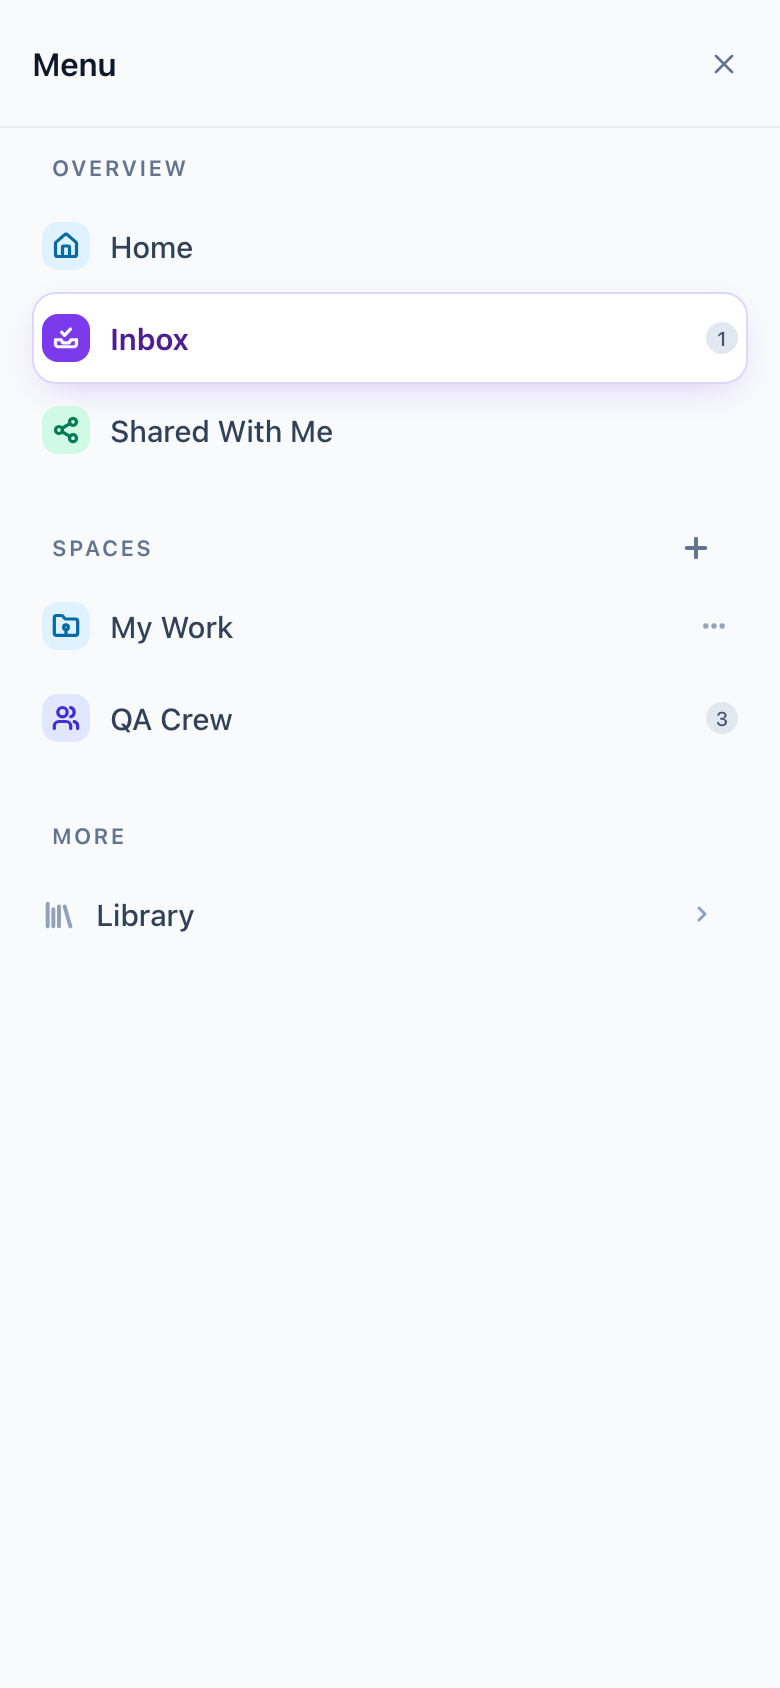 Menu
OVERVIEW
Home
Inbox 1
Shared With Me
SPACES
My Work
QA Crew 3
MORE
Library